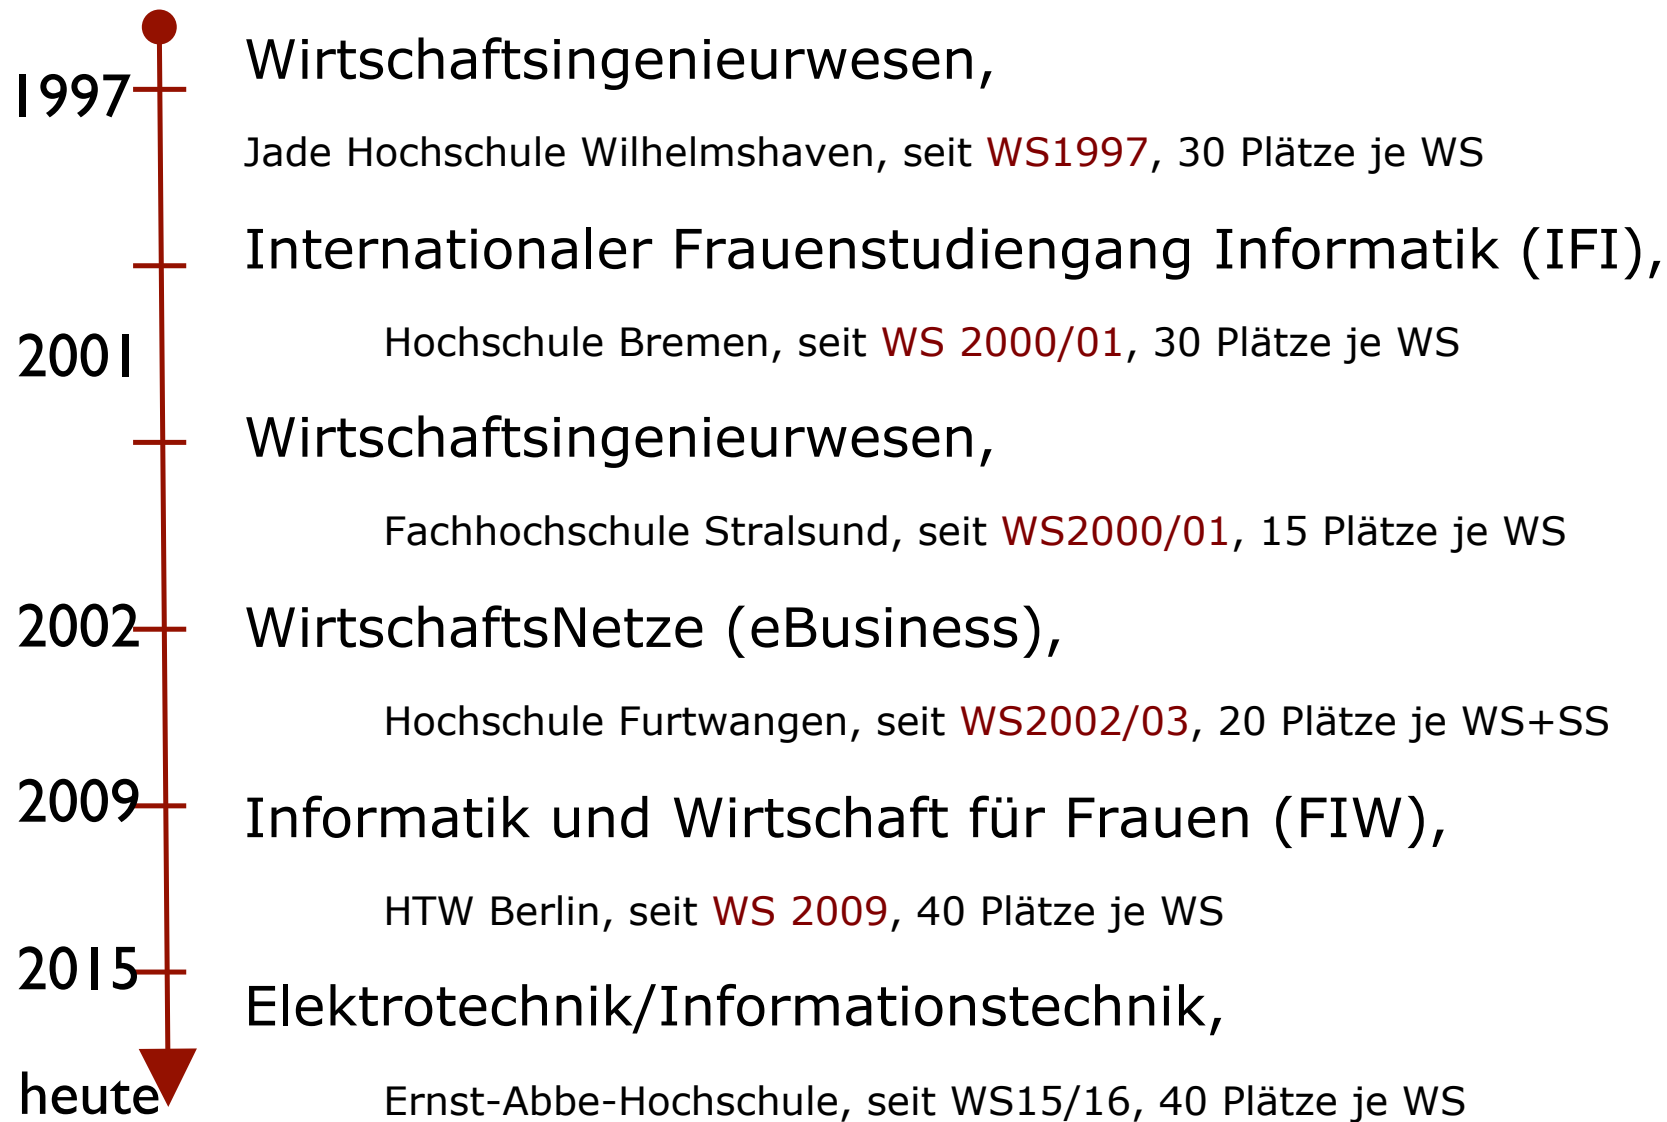 1997
Wirtschaftsingenieurwesen,
Jade Hochschule Wilhelmshaven, seit WS1997, 30 Plätze je WS
Internationaler Frauenstudiengang Informatik (IFI),
2001
Hochschule Bremen, seit WS 2000/01, 30 Plätze je WS
Wirtschaftsingenieurwesen,
Fachhochschule Stralsund, seit WS2000/01, 15 Plätze je WS
2002
WirtschaftsNetze (eBusiness),
Hochschule Furtwangen, seit WS2002/03, 20 Plätze je WS+SS
2009
Informatik und Wirtschaft für Frauen (FIW),
HTW Berlin, seit WS 2009, 40 Plätze je WS
2015
Elektrotechnik/Informationstechnik,
heute
Ernst-Abbe-Hochschule, seit WS15/16, 40 Plätze je WS